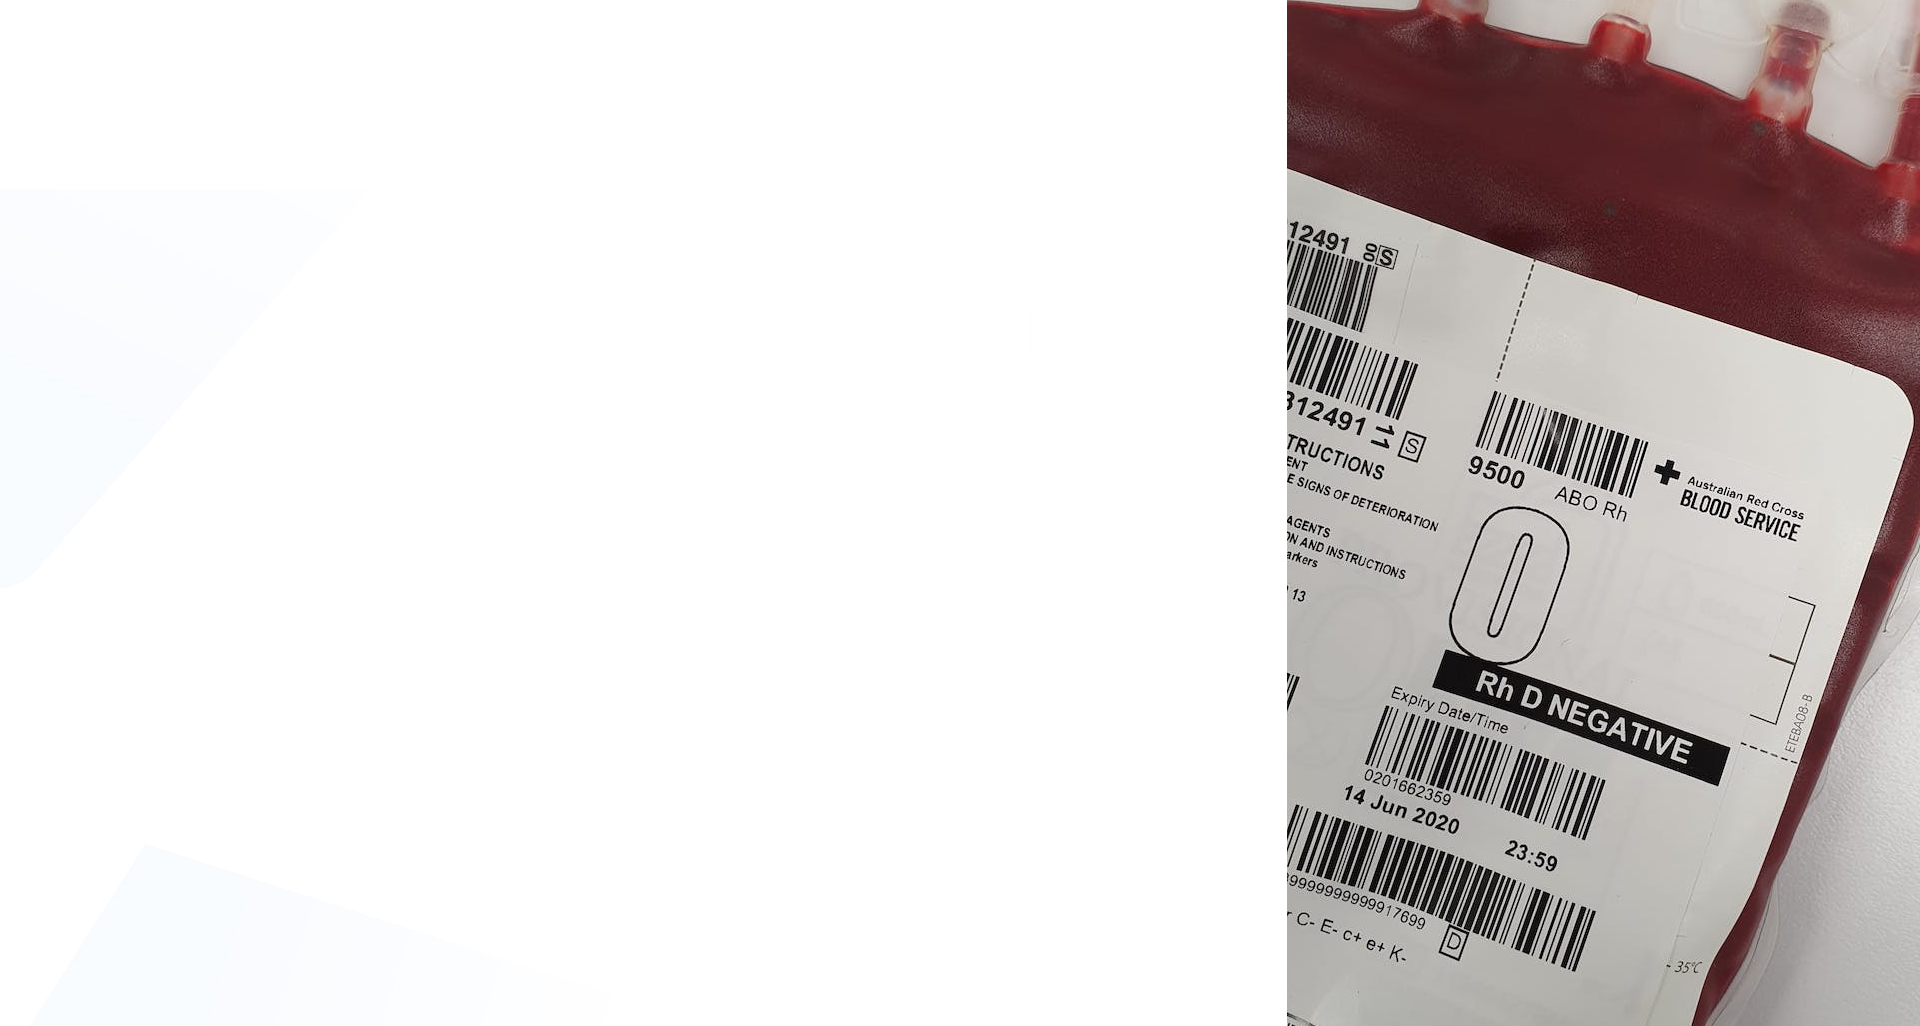 12491 00 S
312491 11 S
TRUCTIONS
ENT
E SIGNS OF DETERIORATION
AGENTS
ON AND INSTRUCTIONS
arkers
13
9500
ABO Rh
Australian Red Cross
BLOOD SERVICE
O
Rh D NEGATIVE
Expiry Date/Time
0201662359
14 Jun 2020
23:59
99999999999917699
r C- E- c+ e+ K-
D
ETEBA08-B
- 35°C